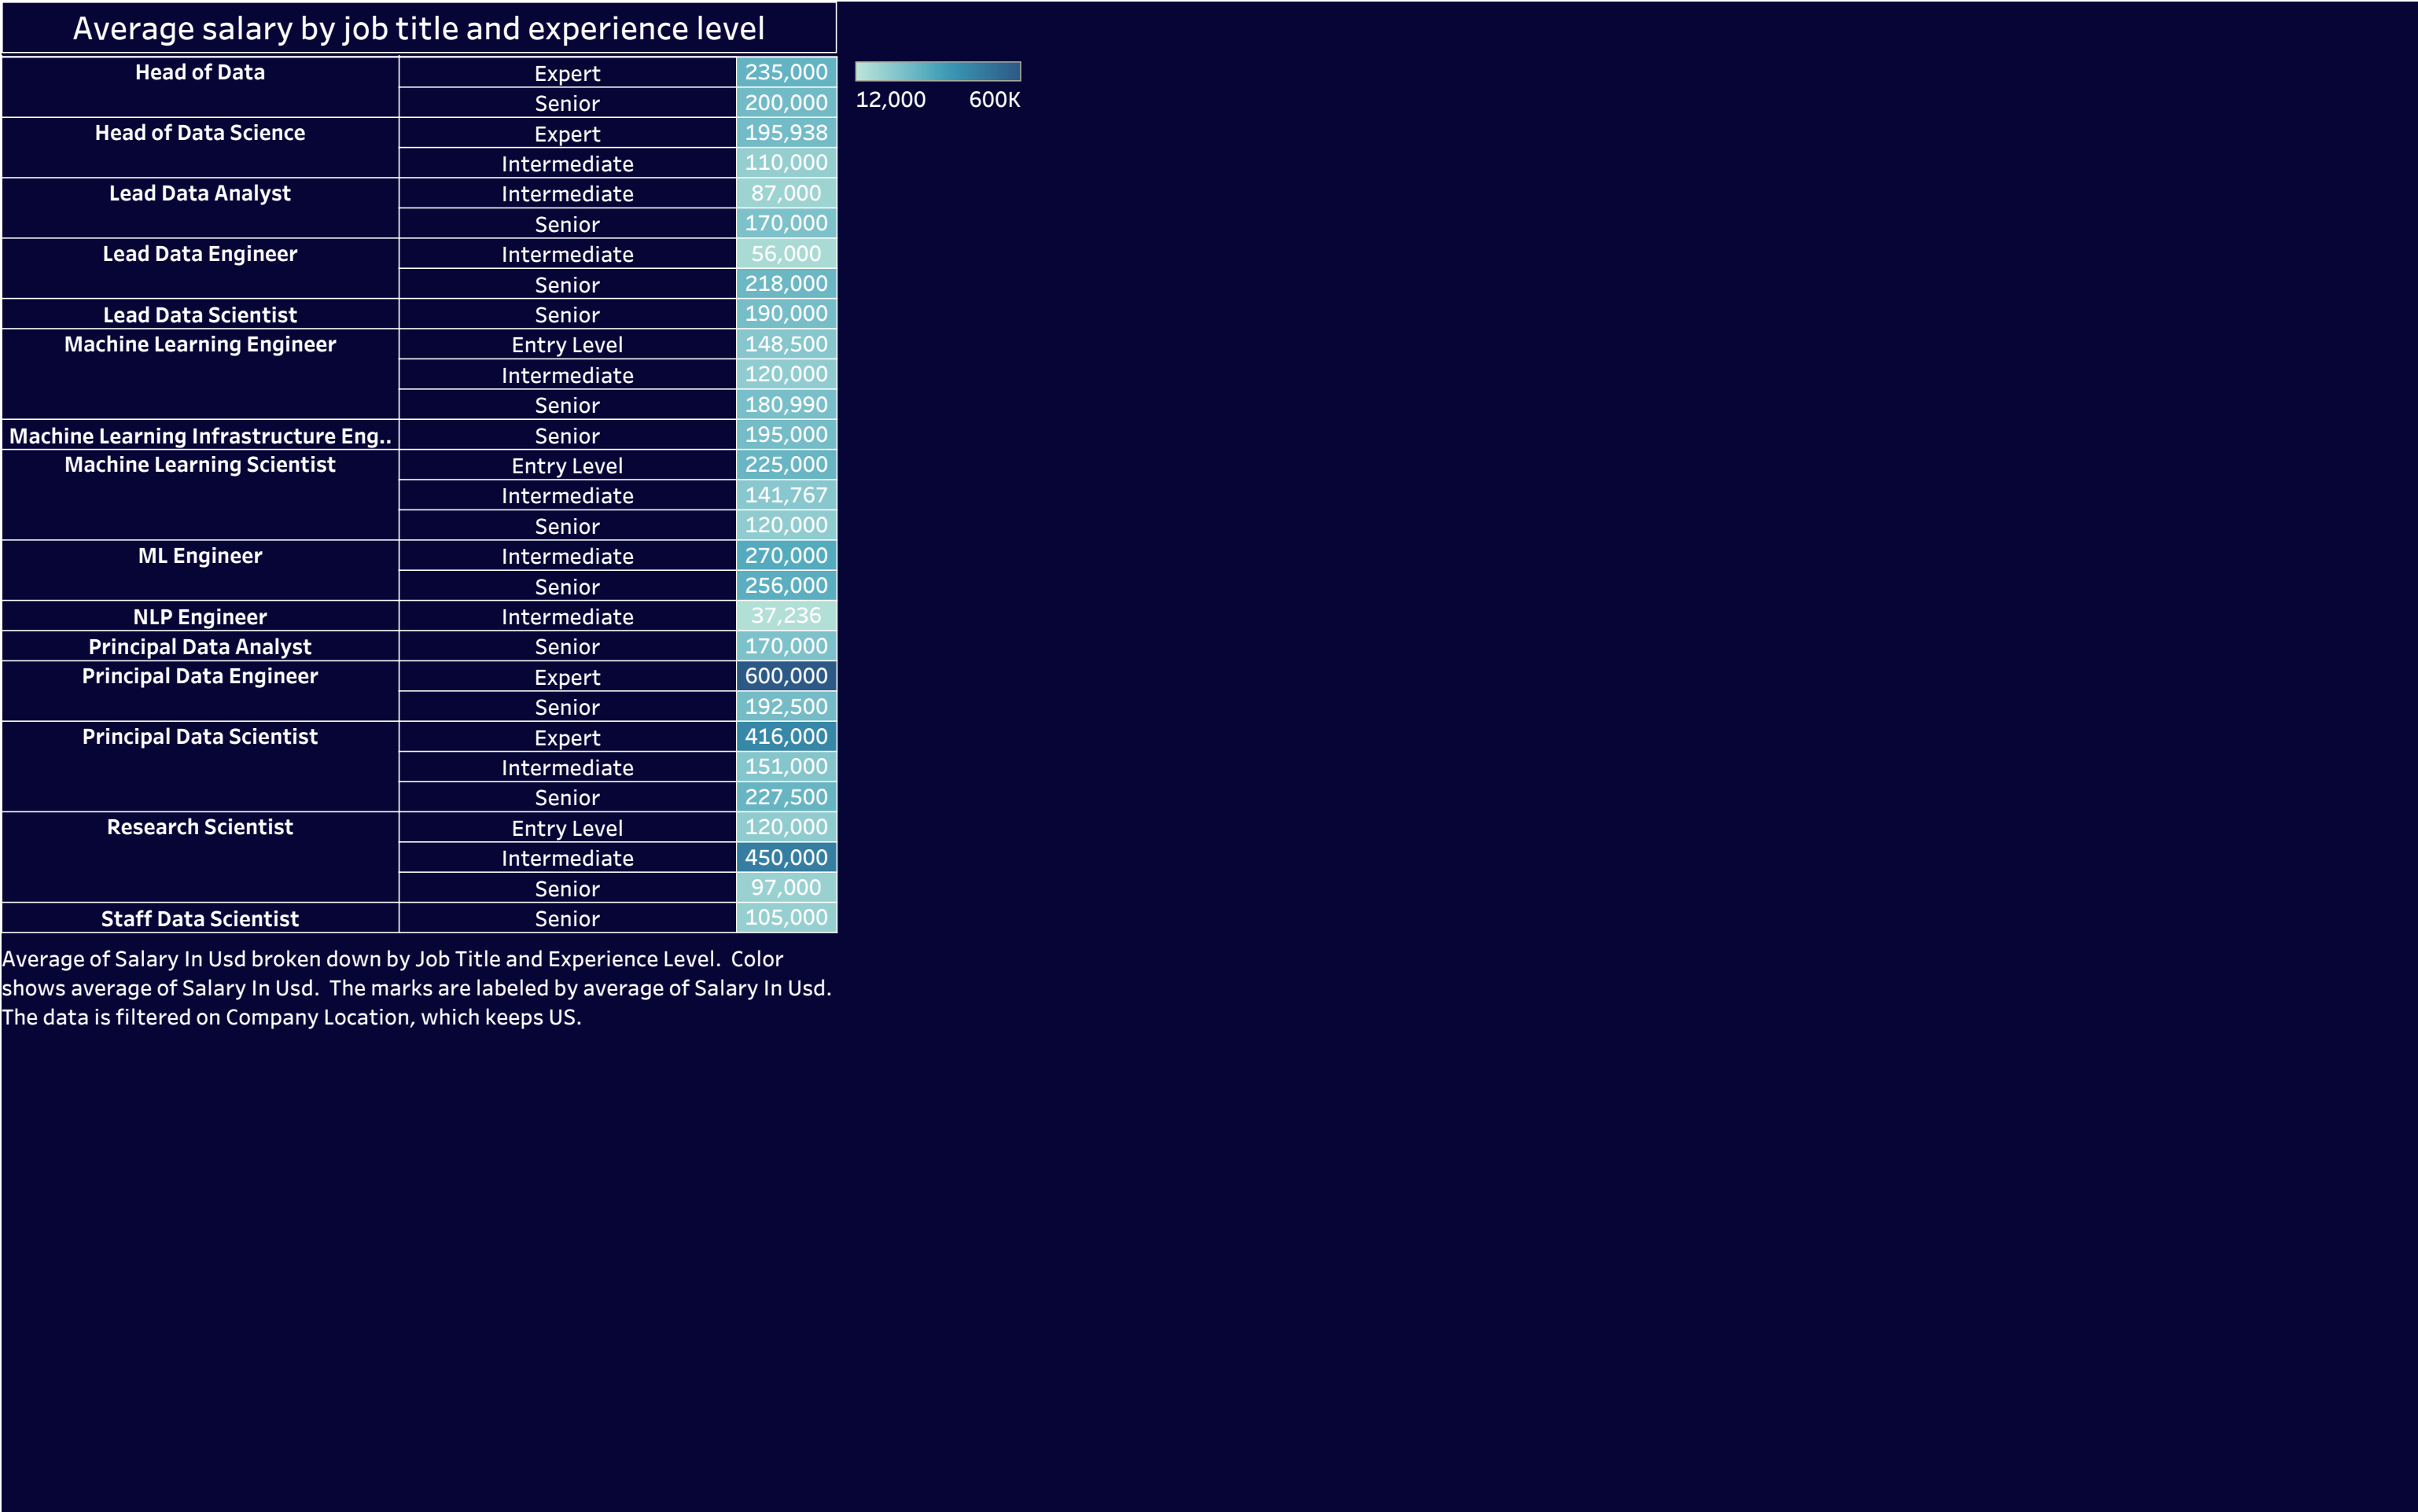 Average salary by job title and experience level
Head of Data Expert 235,000
Senior 200,000
Head of Data Science Expert 195,938
Intermediate 110,000
Lead Data Analyst Intermediate 87,000
Senior 170,000
Lead Data Engineer Intermediate 56,000
Senior 218,000
Lead Data Scientist Senior 190,000
Machine Learning Engineer Entry Level 148,500
Intermediate 120,000
Senior 180,990
Machine Learning Infrastructure Eng.. Senior 195,000
Machine Learning Scientist Entry Level 225,000
Intermediate 141,767
Senior 120,000
ML Engineer Intermediate 270,000
Senior 256,000
NLP Engineer Intermediate 37,236
Principal Data Analyst Senior 170,000
Principal Data Engineer Expert 600,000
Senior 192,500
Principal Data Scientist Expert 416,000
Intermediate 151,000
Senior 227,500
Research Scientist Entry Level 120,000
Intermediate 450,000
Senior 97,000
Staff Data Scientist Senior 105,000
12,000 600K
Average of Salary In Usd broken down by Job Title and Experience Level.  Color
shows average of Salary In Usd.  The marks are labeled by average of Salary In Usd.
The data is filtered on Company Location, which keeps US.